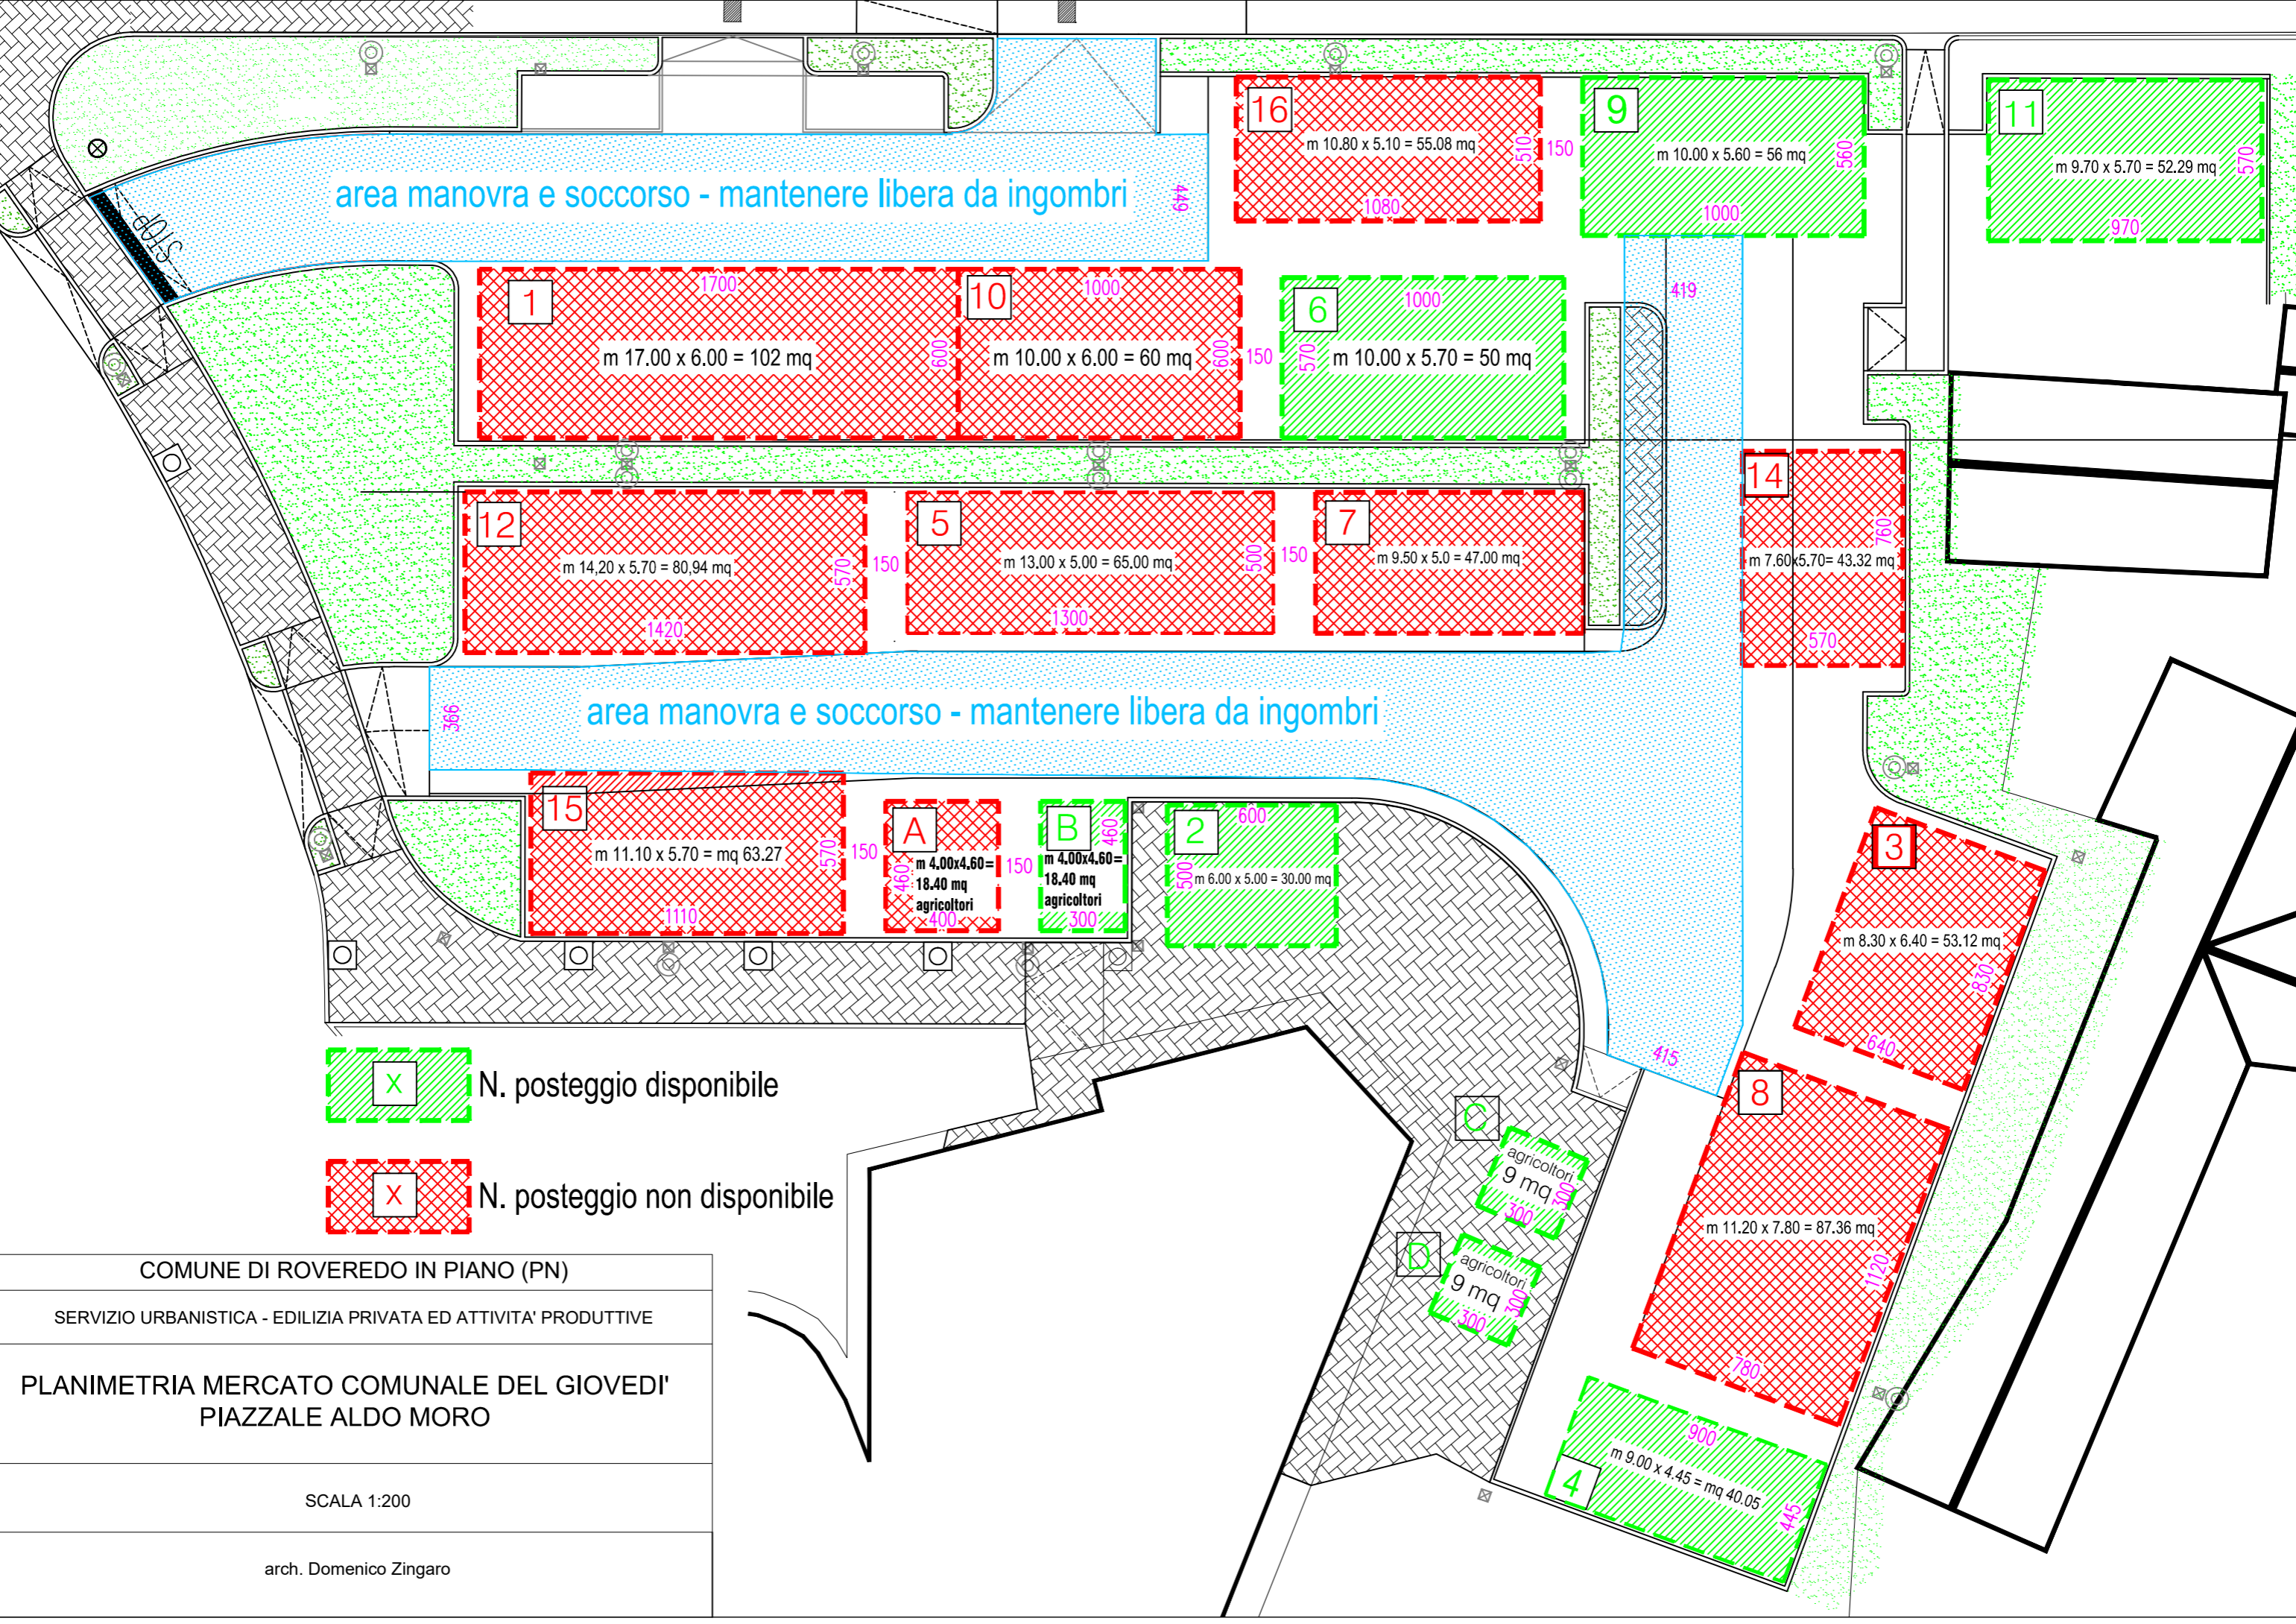 16
m 10.80 x 5.10 = 55.08 mq
510
1080
150
9
m 10.00 x 5.60 = 56 mq
560
1000
11
m 9.70 x 5.70 = 52.29 mq
570
970
area manovra e soccorso - mantenere libera da ingombri
449
STOP
1
1700
m 17.00 x 6.00 = 102 mq
600
10
1000
m 10.00 x 6.00 = 60 mq
600
150
6
1000
570
m 10.00 x 5.70 = 50 mq
419
12
m 14,20 x 5.70 = 80,94 mq
570
1420
150
5
m 13.00 x 5,00 = 65.00 mq
500
1300
150
7
m 9.50 x 5.0 = 47.00 mq
14
760
m 7.60x5.70= 43.32 mq
570
366
area manovra e soccorso - mantenere libera da ingombri
15
m 11.10 x 5.70 = mq 63.27
570
1110
150
A
m 4.00x4.60=
18.40 mq
agricoltori
460
400
150
B
460
m 4.00x4.60=
18.40 mq
agricoltori
300
2
600
500
m 6.00 x 5.00 = 30.00 mq
3
m 8.30 x 6.40 = 53.12 mq
830
640
415
8
m 11.20 x 7.80 = 87.36 mq
1120
780
C
agricoltori
9 mq
300
300
D
agricoltori
9 mq
300
300
4
900
m 9.00 x 4.45 = mq 40.05
445
X
N. posteggio disponibile
X
N. posteggio non disponibile
COMUNE DI ROVEREDO IN PIANO (PN)
SERVIZIO URBANISTICA - EDILIZIA PRIVATA ED ATTIVITA' PRODUTTIVE
PLANIMETRIA MERCATO COMUNALE DEL GIOVEDI'
PIAZZALE ALDO MORO
SCALA 1:200
arch. Domenico Zingaro